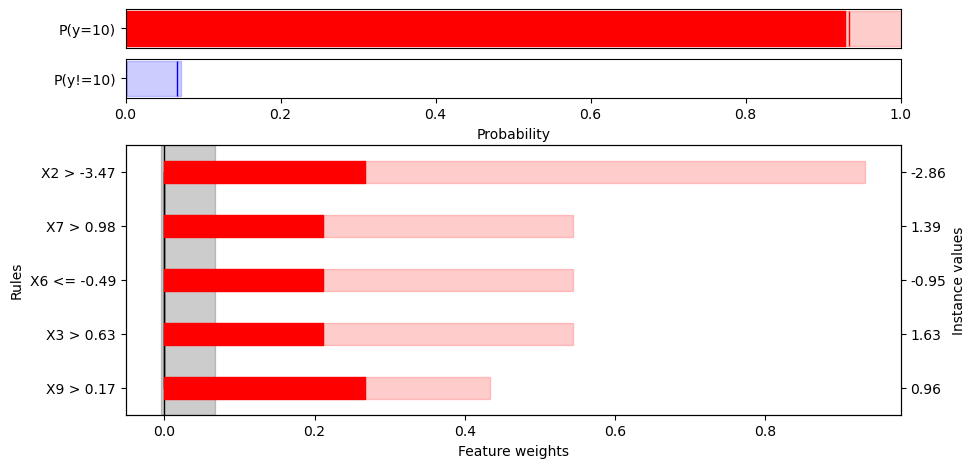 P(y=10)
P(y!=10)
0.0 0.2 0.4 0.6 0.8 1.0
Probability
X2 > -3.47 -2.86
X7 > 0.98 1.39
X6 <= -0.49 -0.95
X3 > 0.63 1.63
X9 > 0.17 0.96
Rules
Instance values
0.0 0.2 0.4 0.6 0.8
Feature weights